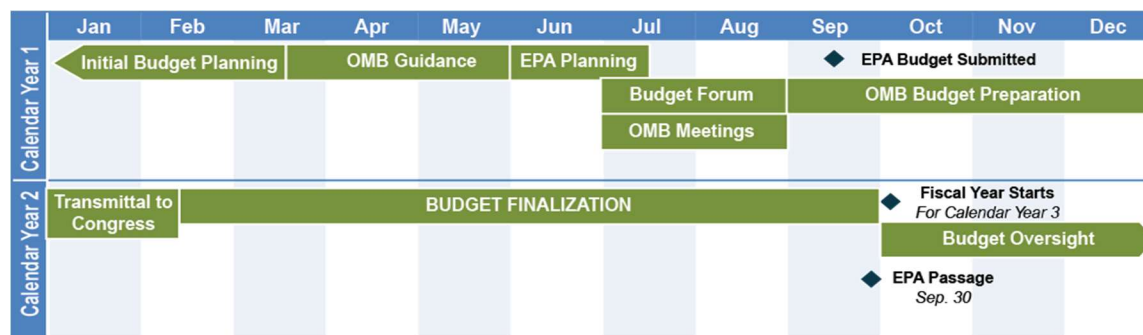 Jan Feb Mar Apr May Jun Jul Aug Sep Oct Nov Dec
Calendar Year 1
Initial Budget Planning
OMB Guidance
EPA Planning
EPA Budget Submitted
Budget Forum
OMB Budget Preparation
OMB Meetings
Calendar Year 2
Transmittal to
Congress
BUDGET FINALIZATION
Fiscal Year Starts
For Calendar Year 3
Budget Oversight
EPA Passage
Sep. 30